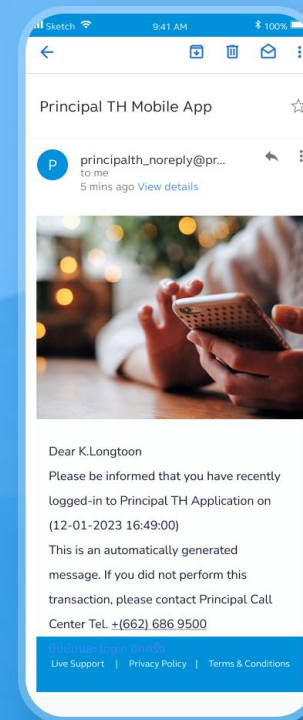 Sketch
9:41 AM
100%
Principal TH Mobile App
P
principalth_noreply@pr...
to me
5 mins ago View details
Dear K.Longtoon
Please be informed that you have recently
logged-in to Principal TH Application on
(12-01-2023 16:49:00)
This is an automatically generated
message. If you did not perform this
transaction, please contact Principal Call
Center Tel. +(662) 686 9500
Live Support | Privacy Policy | Terms & Conditions